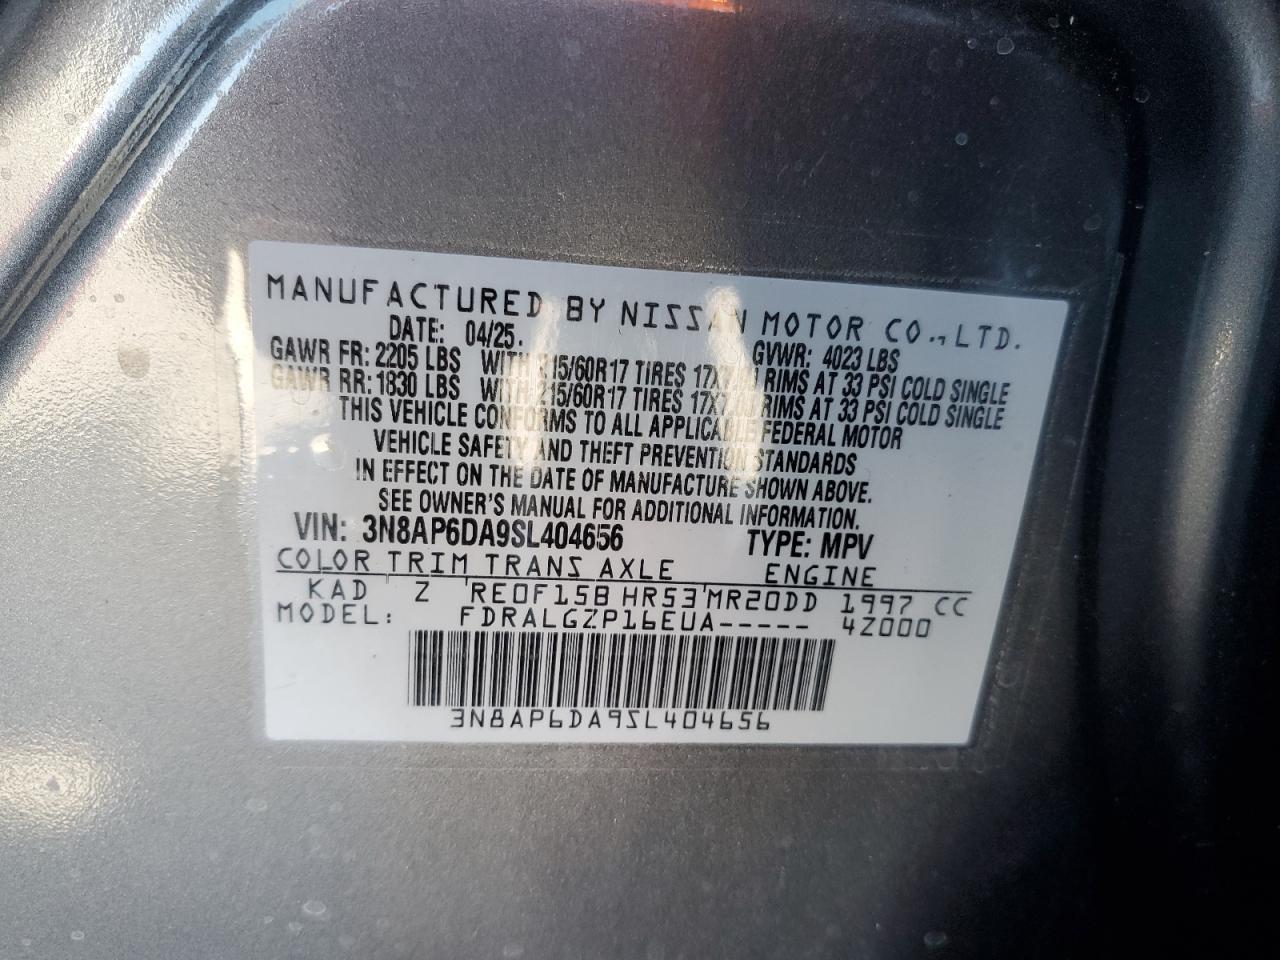 MANUFACTURED BY NISSAN MOTOR CO.,LTD.
DATE: 04/25. GVWR: 4023 LBS
GAWR FR: 2205 LBS WITH 215/60R17 TIRES RIMS AT 33 PSI COLD SINGLE
GAWR RR: 1830 LBS WITH 215/60R17 TIRES RIMS AT 33 PSI COLD SINGLE
THIS VEHICLE CONFORMS TO ALL APPLICABLE FEDERAL MOTOR
VEHICLE SAFETY AND THEFT PREVENTION STANDARDS
IN EFFECT ON THE DATE OF MANUFACTURE SHOWN ABOVE.
SEE OWNER'S MANUAL FOR ADDITIONAL INFORMATION.
VIN: 3N8AP6DA9SL404656 TYPE: MPV
COLOR TRIM TRANS AXLE ENGINE
KAD Z RE0F15B HR53 MR20DD 1997 CC
MODEL: FDRALGZP16EUA----- 4Z000
3N8AP6DA9SL404656